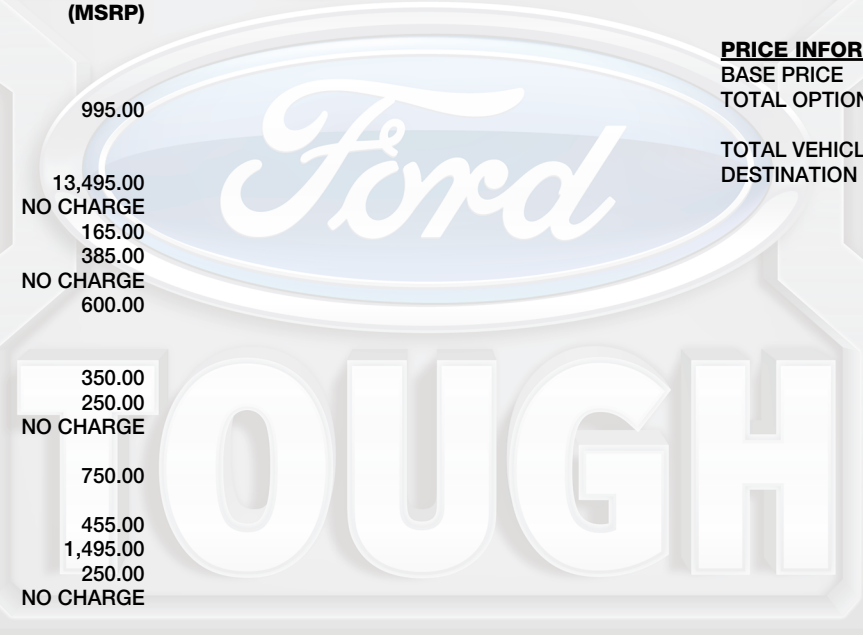 (MSRP)
995.00
13,495.00
NO CHARGE
165.00
385.00
NO CHARGE
600.00
350.00
250.00
NO CHARGE
750.00
455.00
1,495.00
250.00
NO CHARGE
PRICE INFOR
BASE PRICE
TOTAL OPTION
TOTAL VEHICL
DESTINATION
Ford
TOUGH